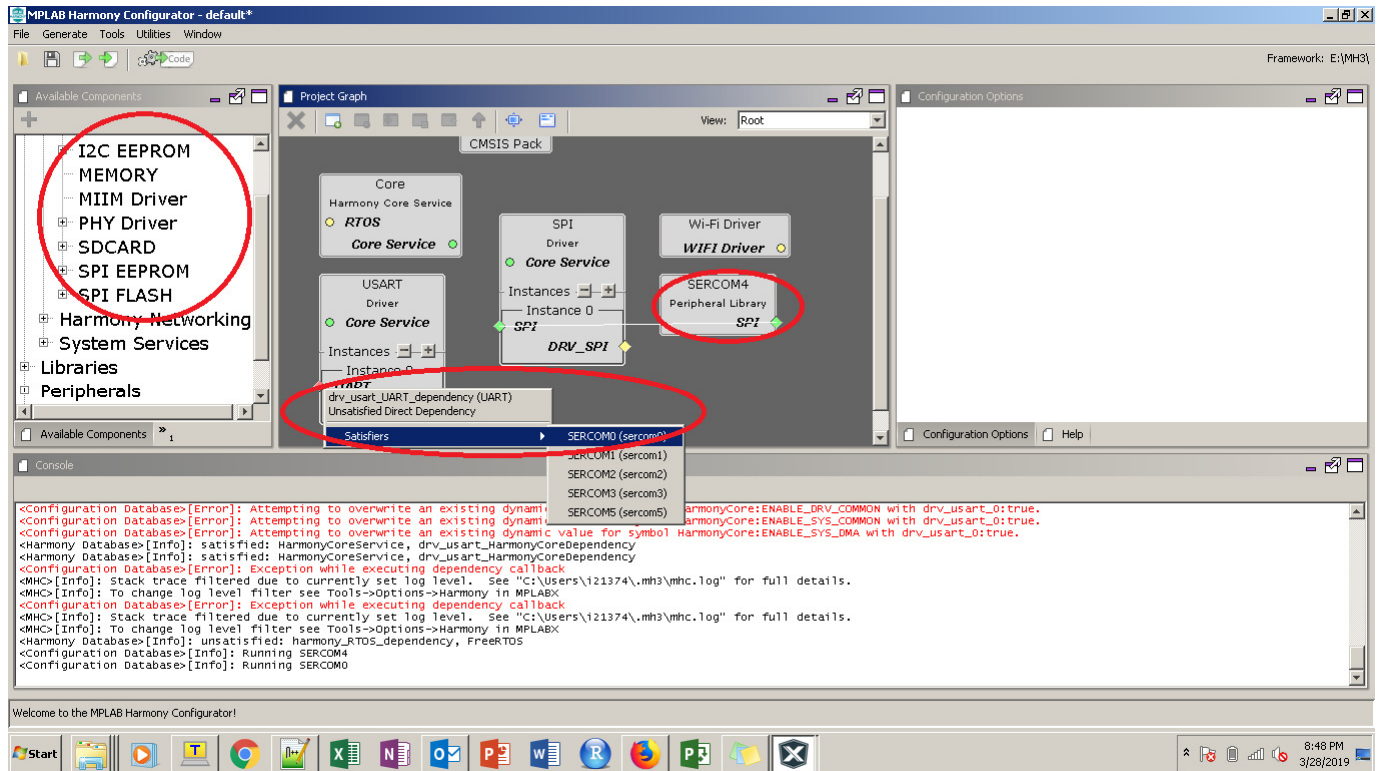 MPLAB Harmony Configurator - default*
File Generate Tools Utilities Window
Code
Framework: E:\MH3\
Available Components
I2C EEPROM
MEMORY
MIIM Driver
PHY Driver
SDCARD
SPI EEPROM
SPI FLASH
Harmony Networking
System Services
Libraries
Peripherals
Available Components
1
Project Graph
View: Root
CMSIS Pack
Core
Harmony Core Service
RTOS
Core Service
USART
Driver
Core Service
Instances
Instance 0
UART
SPI
Driver
Core Service
Instances
Instance 0
SPI
DRV_SPI
Wi-Fi Driver
WIFI Driver
SERCOM4
Peripheral Library
SPI
drv_usart_UART_dependency (UART)
Unsatisfied Direct Dependency
Satisfiers
SERCOM0 (sercom0)
SERCOM1 (sercom1)
SERCOM2 (sercom2)
SERCOM3 (sercom3)
SERCOM5 (sercom5)
Configuration Options
Configuration Options
Help
Console
<Configuration Database>[Error]: Attempting to overwrite an existing dynami armonyCore:ENABLE_DRV_COMMON with drv_usart_0:true.
<Configuration Database>[Error]: Attempting to overwrite an existing dynami armonyCore:ENABLE_SYS_COMMON with drv_usart_0:true.
<Configuration Database>[Error]: Attempting to overwrite an existing dynamic value for symbol HarmonyCore:ENABLE_SYS_DMA with drv_usart_0:true.
<Harmony Database>[Info]: satisfied: HarmonyCoreService, drv_usart_HarmonyCoreDependency
<Harmony Database>[Info]: satisfied: HarmonyCoreService, drv_usart_HarmonyCoreDependency
<Configuration Database>[Error]: Exception while executing dependency callback
<MHC>[Info]: Stack trace filtered due to currently set log level. See "C:\Users\i21374\.mh3\mhc.log" for full details.
<MHC>[Info]: To change log level filter see Tools->Options->Harmony in MPLABX
<Configuration Database>[Error]: Exception while executing dependency callback
<MHC>[Info]: Stack trace filtered due to currently set log level. See "C:\Users\i21374\.mh3\mhc.log" for full details.
<MHC>[Info]: To change log level filter see Tools->Options->Harmony in MPLABX
<Harmony Database>[Info]: unsatisfied: harmony_RTOS_dependency, FreeRTOS
<Configuration Database>[Info]: Running SERCOM4
<Configuration Database>[Info]: Running SERCOM0
Welcome to the MPLAB Harmony Configurator!
Start
8:48 PM
3/28/2019